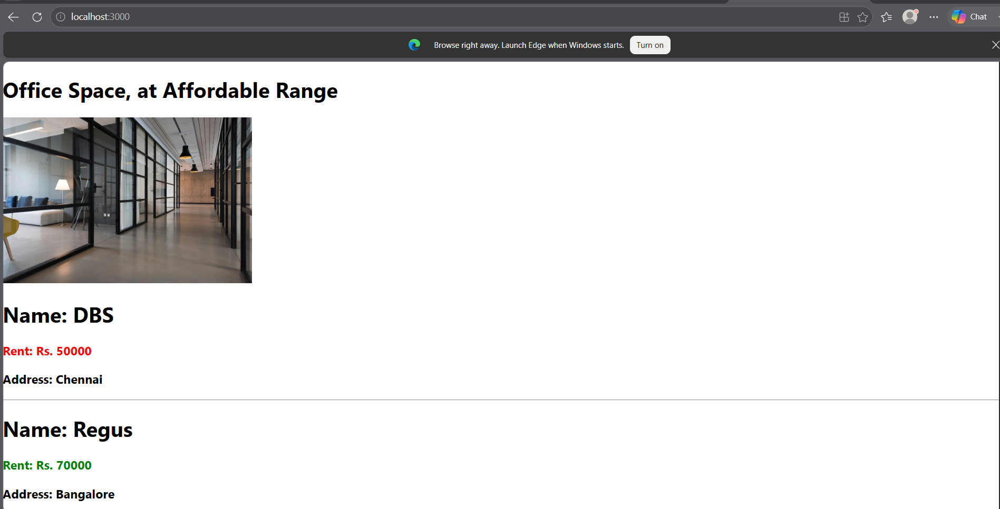 localhost:3000
Chat
Browse right away. Launch Edge when Windows starts.
Turn on
Office Space, at Affordable Range
Name: DBS
Rent: Rs. 50000
Address: Chennai
Name: Regus
Rent: Rs. 70000
Address: Bangalore